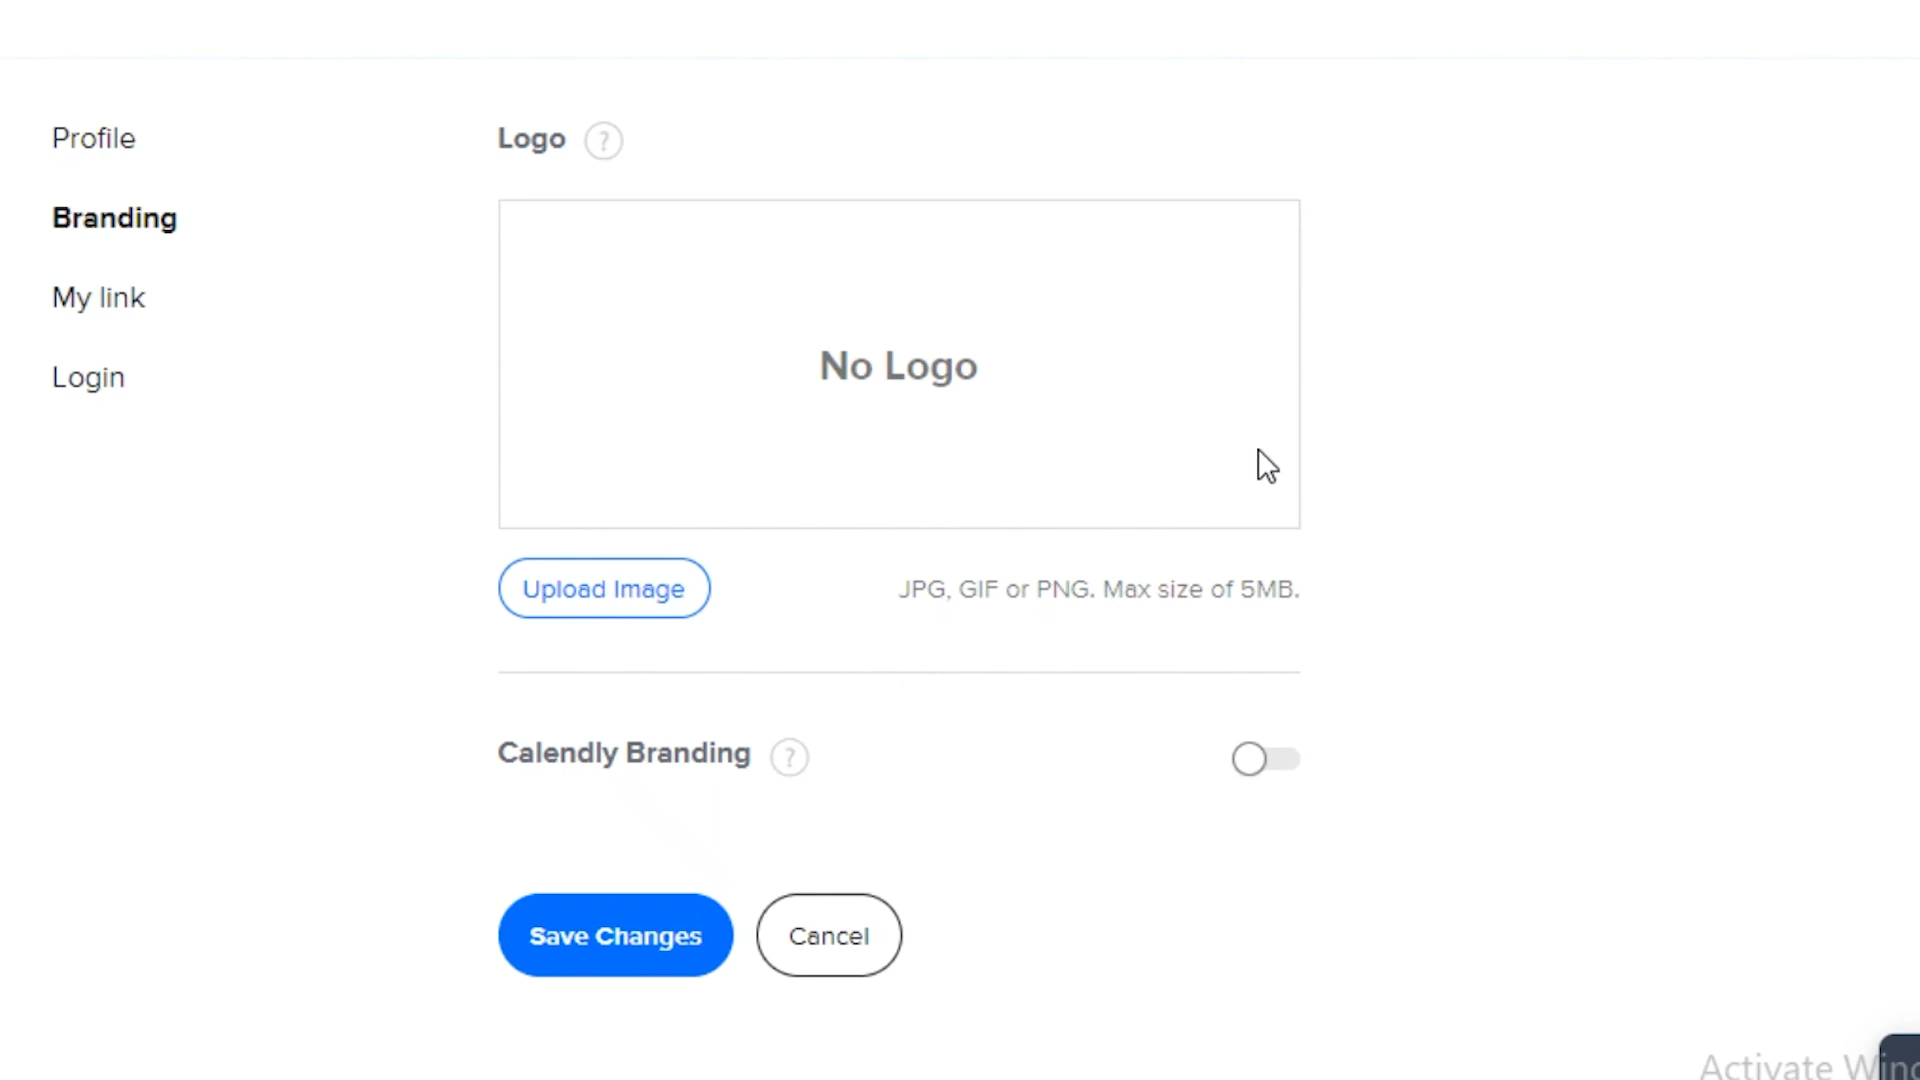 Profile
Branding
My link
Login
Logo ?
No Logo
Upload Image
JPG, GIF or PNG. Max size of 5MB.
Calendly Branding ?
Save Changes
Cancel
Activate